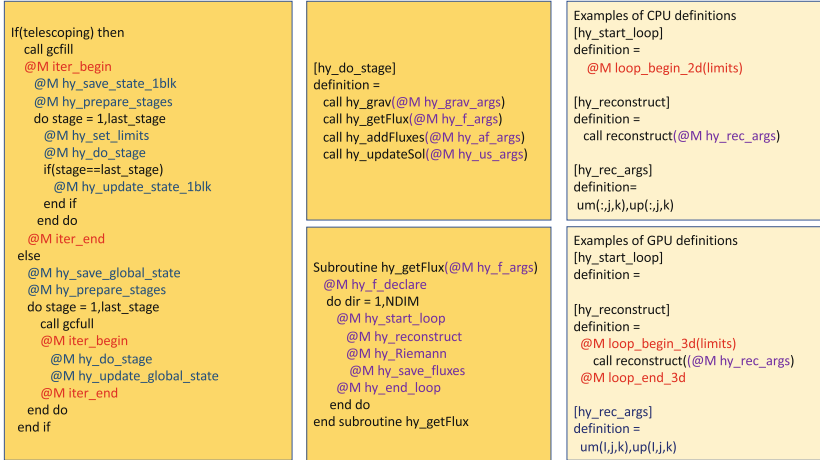 If(telescoping) then
call gcfill
@M iter_begin
@M hy_save_state_1blk
@M hy_prepare_stages
do stage = 1,last_stage
@M hy_set_limits
@M hy_do_stage
if(stage==last_stage)
@M hy_update_state_1blk
end if
end do
@M iter_end
else
@M hy_save_global_state
@M hy_prepare_stages
do stage = 1,last_stage
call gcfull
@M iter_begin
@M hy_do_stage
@M hy_update_global_state
@M iter_end
end do
end if
[hy_do_stage]
definition =
call hy_grav(@M hy_grav_args)
call hy_getFlux(@M hy_f_args)
call hy_addFluxes(@M hy_af_args)
call hy_updateSol(@M hy_us_args)
Subroutine hy_getFlux(@M hy_f_args)
@M hy_f_declare
do dir = 1,NDIM
@M hy_start_loop
@M hy_reconstruct
@M hy_Riemann
@M hy_save_fluxes
@M hy_end_loop
end do
end subroutine hy_getFlux
Examples of CPU definitions
[hy_start_loop]
definition =
@M loop_begin_2d(limits)
[hy_reconstruct]
definition =
call reconstruct(@M hy_rec_args)
[hy_rec_args]
definition=
um(:,j,k),up(:,j,k)
Examples of GPU definitions
[hy_start_loop]
definition =
[hy_reconstruct]
definition =
@M loop_begin_3d(limits)
call reconstruct((@M hy_rec_args)
@M loop_end_3d
[hy_rec_args]
definition =
um(I,j,k),up(I,j,k)